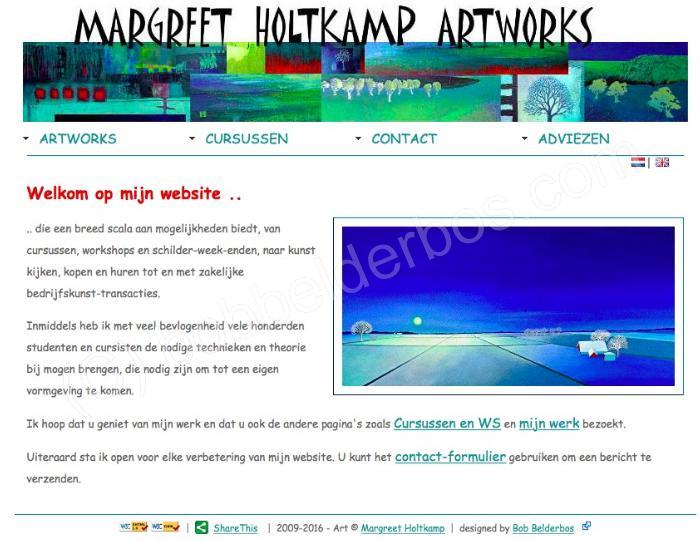 MARGREET HOLTKAMP ARTWORKS
ARTWORKS CURSUSSEN CONTACT ADVIEZEN
Welkom op mijn website ..
.. die een breed scala aan mogelijkheden biedt, van
cursussen, workshops en schilder-week-enden, naar kunst
kijken, kopen en huren tot en met zakelijke
bedrijfskunst-transacties.
Inmiddels heb ik met veel bevlogenheid vele honderden
studenten en cursisten de nodige technieken en theorie
bij mogen brengen, die nodig zijn om tot een eigen
vormgeving te komen.
Ik hoop dat u geniet van mijn werk en dat u ook de andere pagina's zoals Cursussen en WS en mijn werk bezoekt.
Uiteraard sta ik open voor elke verbetering van mijn website. U kunt het contact-formulier gebruiken om een bericht te
verzenden.
| ShareThis | 2009-2016 - Art © Margreet Holtkamp | designed by Bob Belderbos
(c) bobbelderbos.com